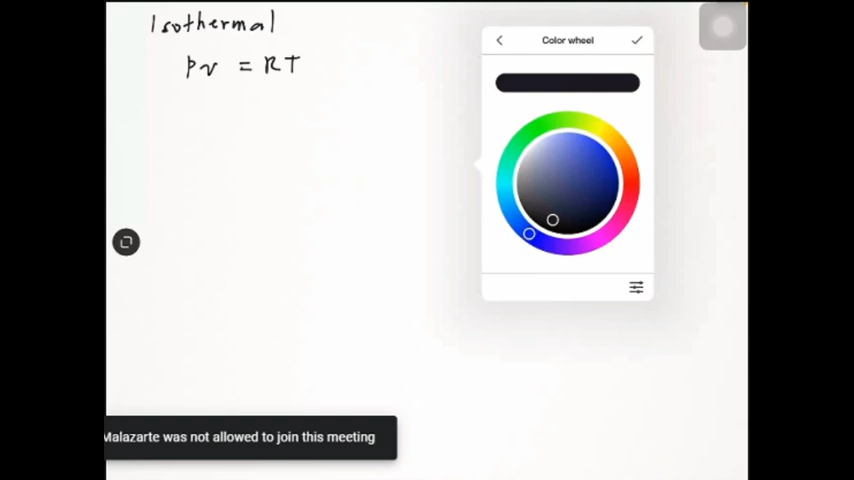 Isothermal
Pv = RT
Color wheel
Malazarte was not allowed to join this meeting